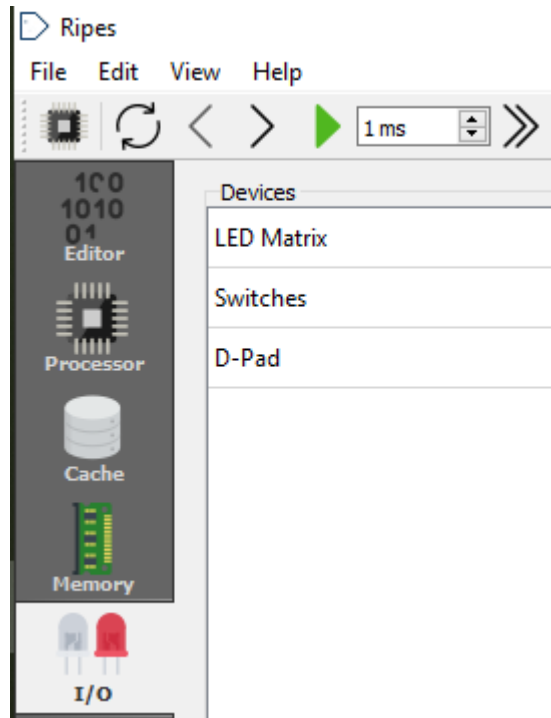 Ripes
File Edit View Help
1 ms
Editor
Processor
Cache
Memory
I/O
Devices
LED Matrix
Switches
D-Pad